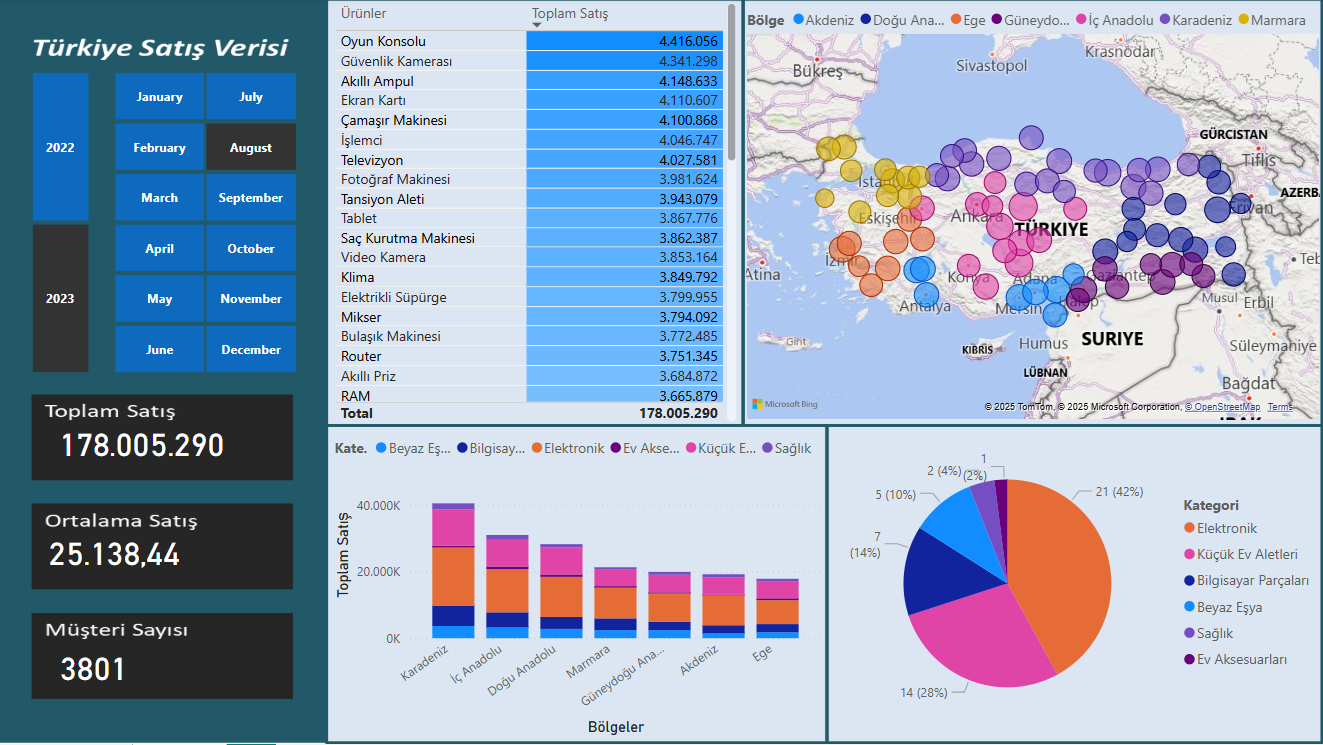 Türkiye Satış Verisi
2022
2023
January
July
February
August
March
September
April
October
May
November
June
December
Toplam Satış
178.005.290
Ortalama Satış
25.138,44
Müşteri Sayısı
3801
Ürünler Toplam Satış
Oyun Konsolu 4.416.056
Güvenlik Kamerası 4.341.298
Akıllı Ampul 4.148.633
Ekran Kartı 4.110.607
Çamaşır Makinesi 4.100.868
İşlemci 4.046.747
Televizyon 4.027.581
Fotoğraf Makinesi 3.981.624
Tansiyon Aleti 3.943.079
Tablet 3.867.776
Saç Kurutma Makinesi 3.862.387
Video Kamera 3.853.164
Klima 3.849.792
Elektrikli Süpürge 3.799.955
Mikser 3.794.092
Bulaşık Makinesi 3.772.485
Router 3.751.345
Akıllı Priz 3.684.872
RAM 3.665.879
Total 178.005.290
Bölge Akdeniz Doğu Ana... Ege Güneydo... İç Anadolu Karadeniz Marmara
Krasnodar
Sivastopol
Bükreş
GÜRCISTAN
Tiflis
AZERB
Erivan
Ankara
Eskişehir
TÜRKIYE
İzmir
Atina
Konya
Adana
Gaziantep
Teb
Antalya
Mersin
Musul
Erbil
Girit
KIBRIS
Humus
SURIYE
Süleymaniye
LÜBNAN
Bağdat
Microsoft Bing
© 2025 TomTom, © 2025 Microsoft Corporation, © OpenStreetMap Terms
Kate. Beyaz Eş... Bilgisay... Elektronik Ev Akse... Küçük E... Sağlık
Toplam Satış
40.000K
20.000K
0K
Karadeniz
İç Anadolu
Doğu Anadolu
Marmara
Güneydoğu Ana...
Akdeniz
Ege
Bölgeler
1
(2%)
2 (4%)
5 (10%)
7
(14%)
14 (28%)
21 (42%)
Kategori
Elektronik
Küçük Ev Aletleri
Bilgisayar Parçaları
Beyaz Eşya
Sağlık
Ev Aksesuarları